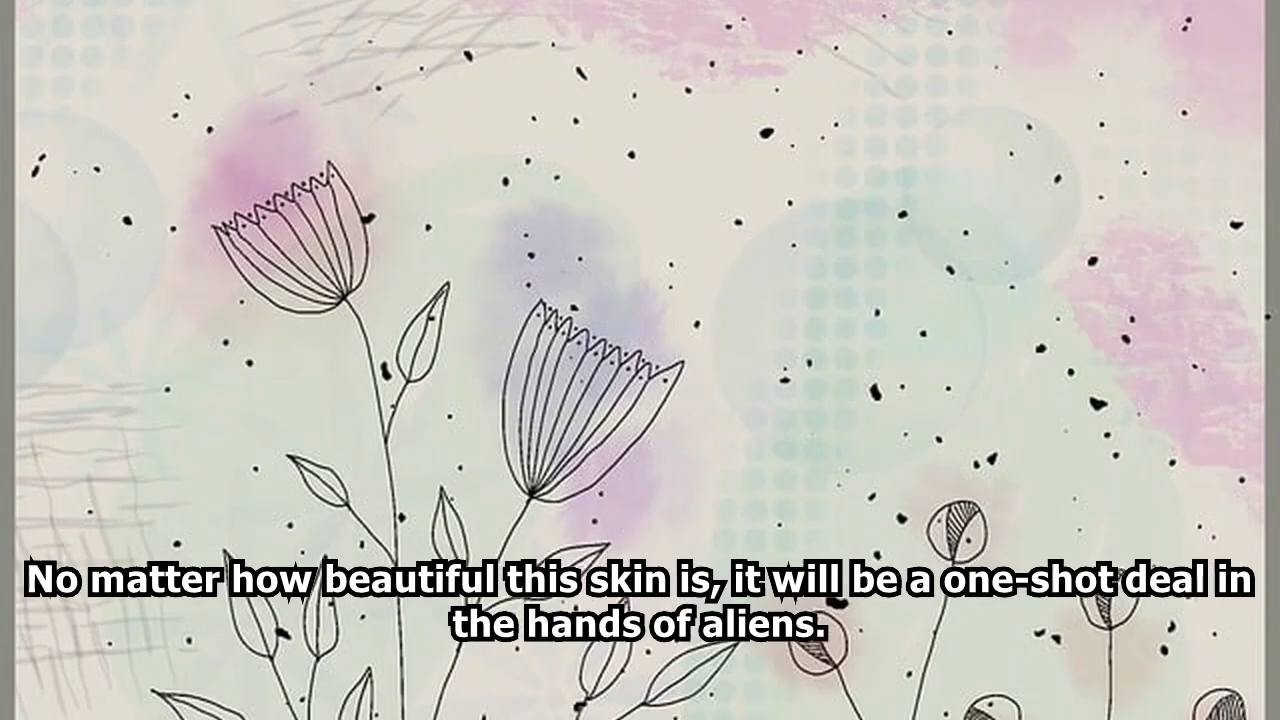 No matter how beautiful this skin is, it will be a one-shot deal in
the hands of aliens.